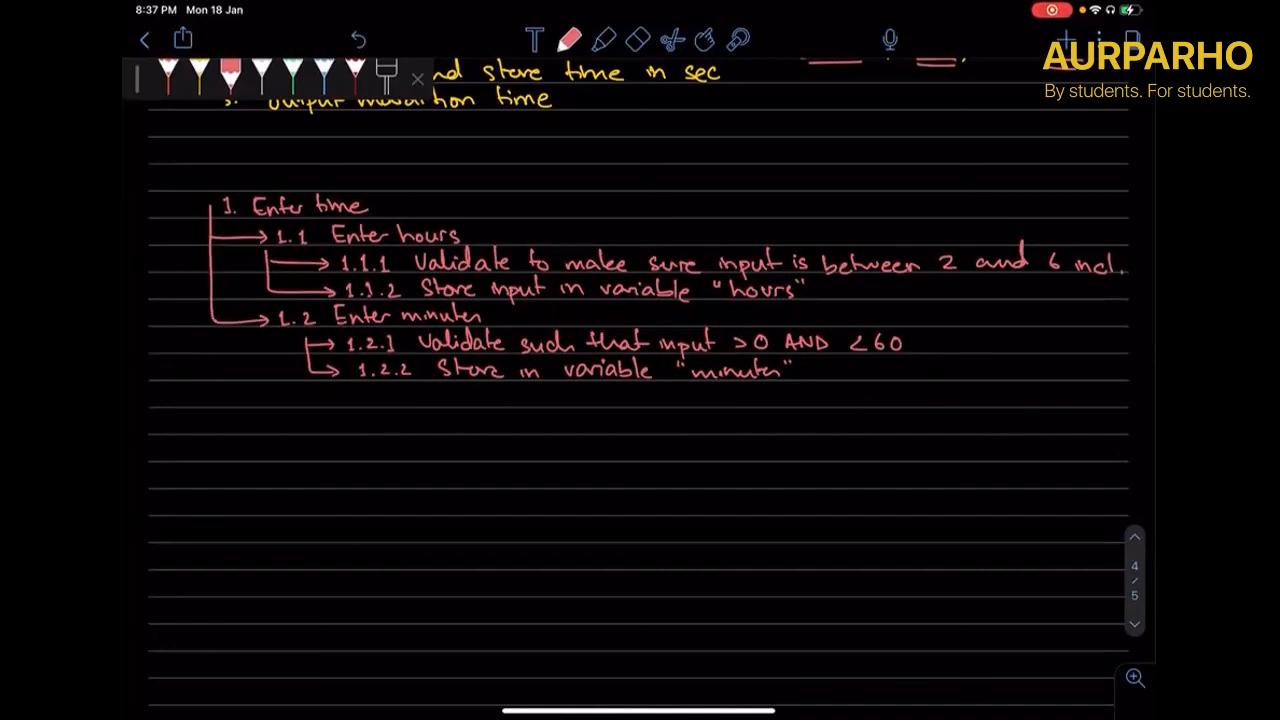 8:37 PM Mon 18 Jan
AURPARHO
By students. For students.
nd store time in sec
output marathon time
1. Enter time
1.1 Enter hours
1.1.1 Validate to make sure input is between 2 and 6 incl.
1.1.2 Store input in variable "hours"
1.2 Enter minutes
1.2.1 Validate such that input >0 AND <60
1.2.2 Store in variable "minutes"
4
/
5